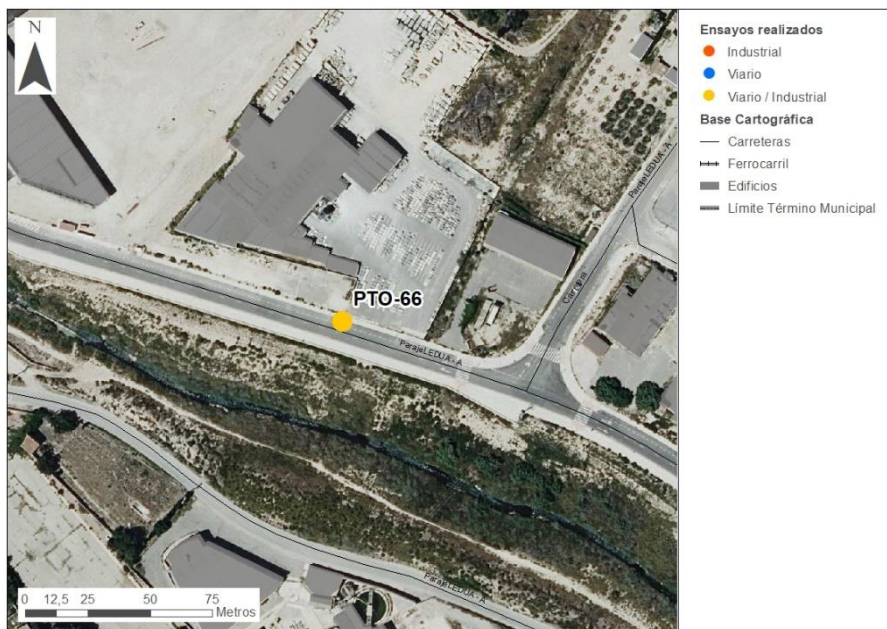 N
PTO-66
Paraje LEDUA - A
Paraje LEDUA - A
Carretera
Paraje LEDUA - A
0 12,5 25 50 75
Metros
Ensayos realizados
Industrial
Viario
Viario / Industrial
Base Cartográfica
Carreteras
Ferrocarril
Edificios
Límite Término Municipal